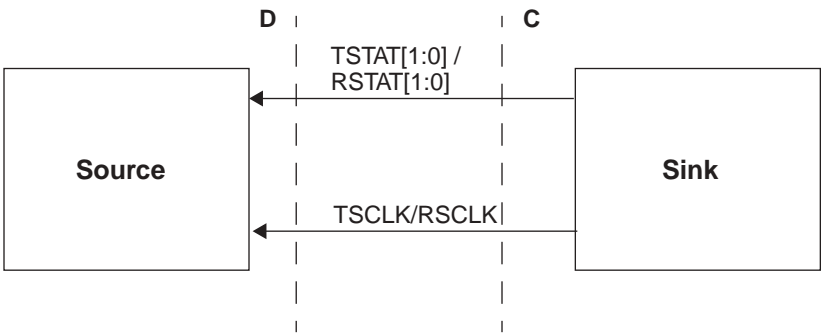 D C
TSTAT[1:0] /
RSTAT[1:0]
Source Sink
TSCLK/RSCLK